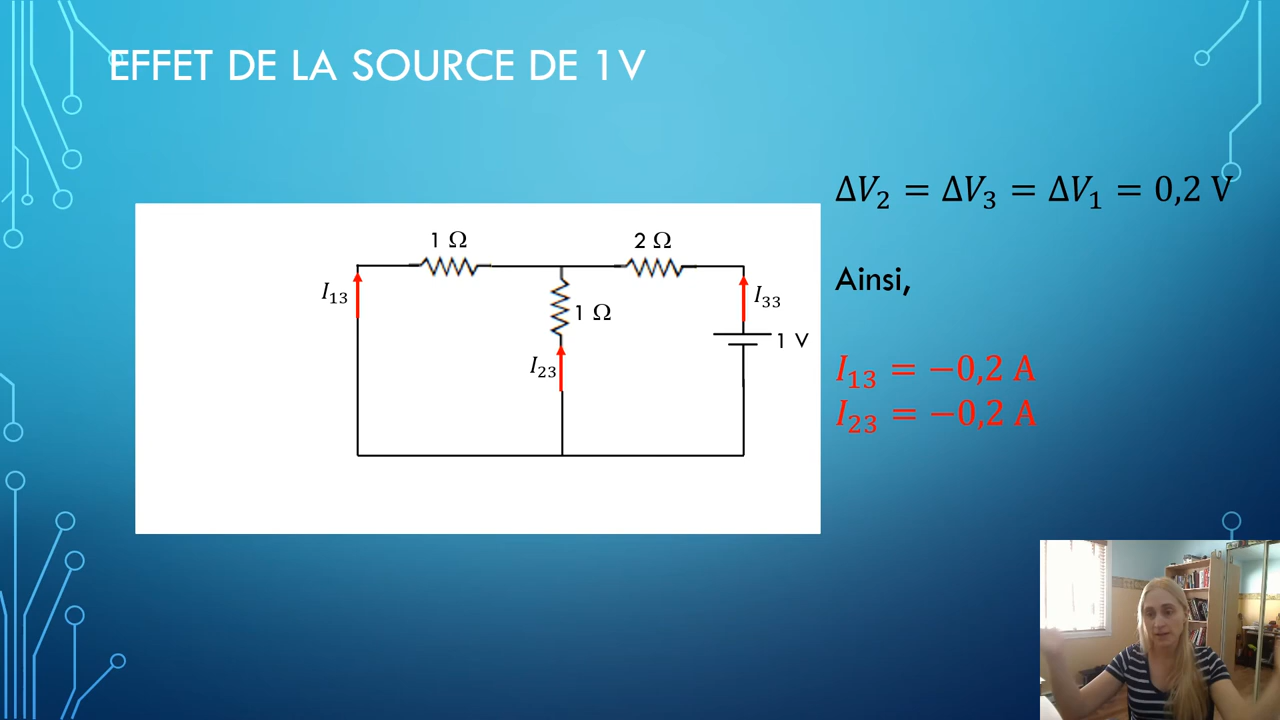 EFFET DE LA SOURCE DE 1V
ΔV₂ = ΔV₃ = ΔV₁ = 0,2 V
1 Ω
2 Ω
Ainsi,
I₁₃
I₃₃
1 Ω
1 V
I₂₃
I₁₃ = −0,2 A
I₂₃ = −0,2 A